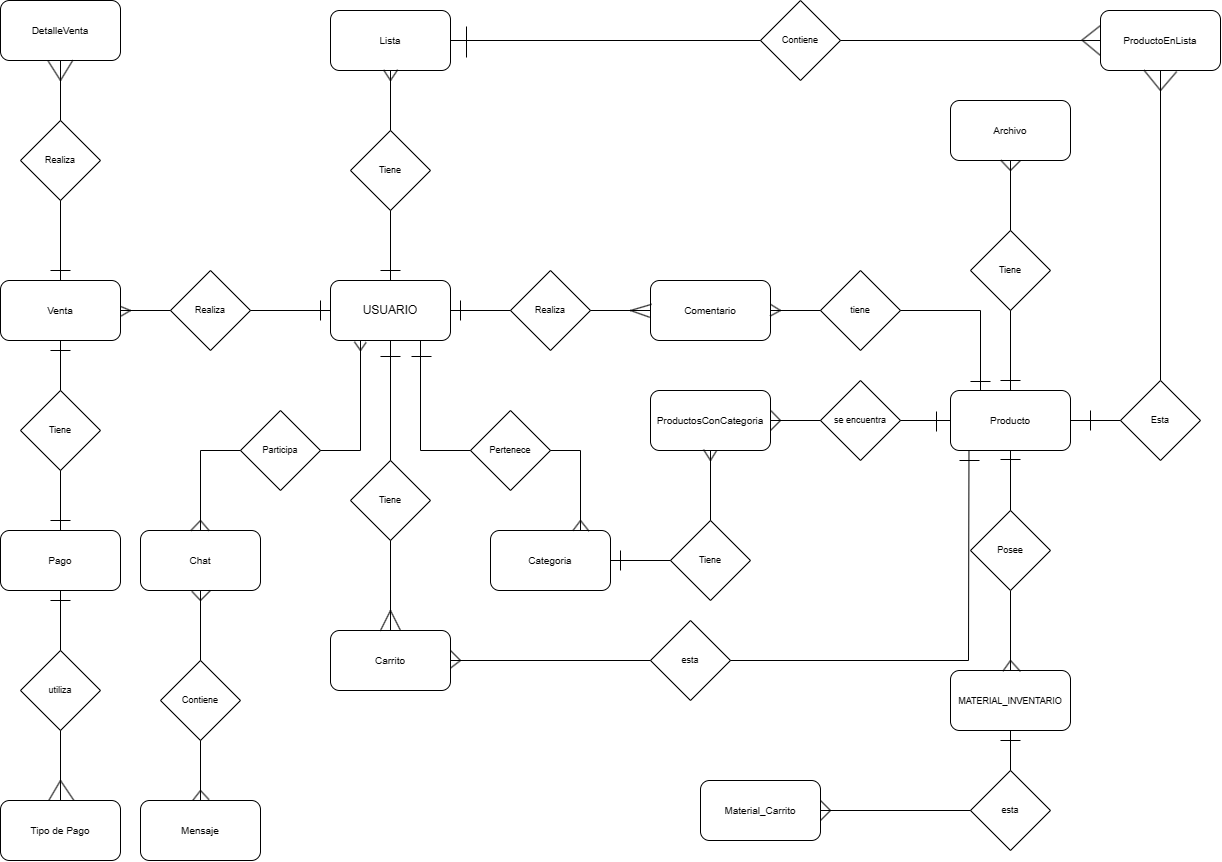 DetalleVenta
Lista
Contiene
ProductoEnLista
Archivo
Realiza
Tiene
Tiene
Venta
Realiza
USUARIO
Realiza
Comentario
tiene
Tiene
Participa
Pertenece
ProductosConCategoria
se encuentra
Producto
Esta
Tiene
Pago
Chat
Categoria
Tiene
Posee
utiliza
Contiene
Carrito
esta
MATERIAL_INVENTARIO
Tipo de Pago
Mensaje
Material_Carrito
esta